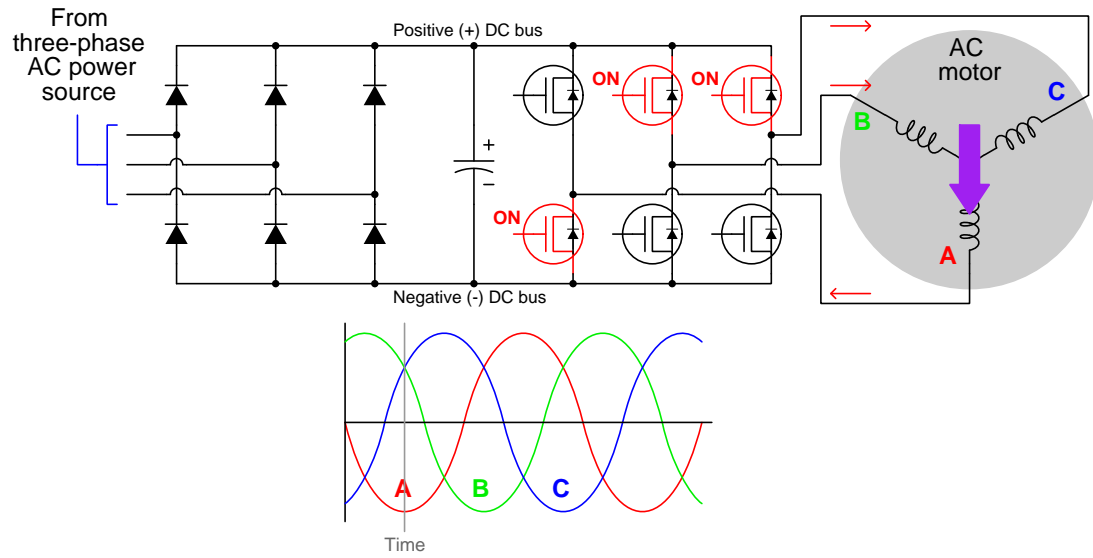 From
three-phase
AC power
source
Positive (+) DC bus
ON
ON
AC
motor
C
B
+
-
ON
A
Negative (-) DC bus
A
B
C
Time